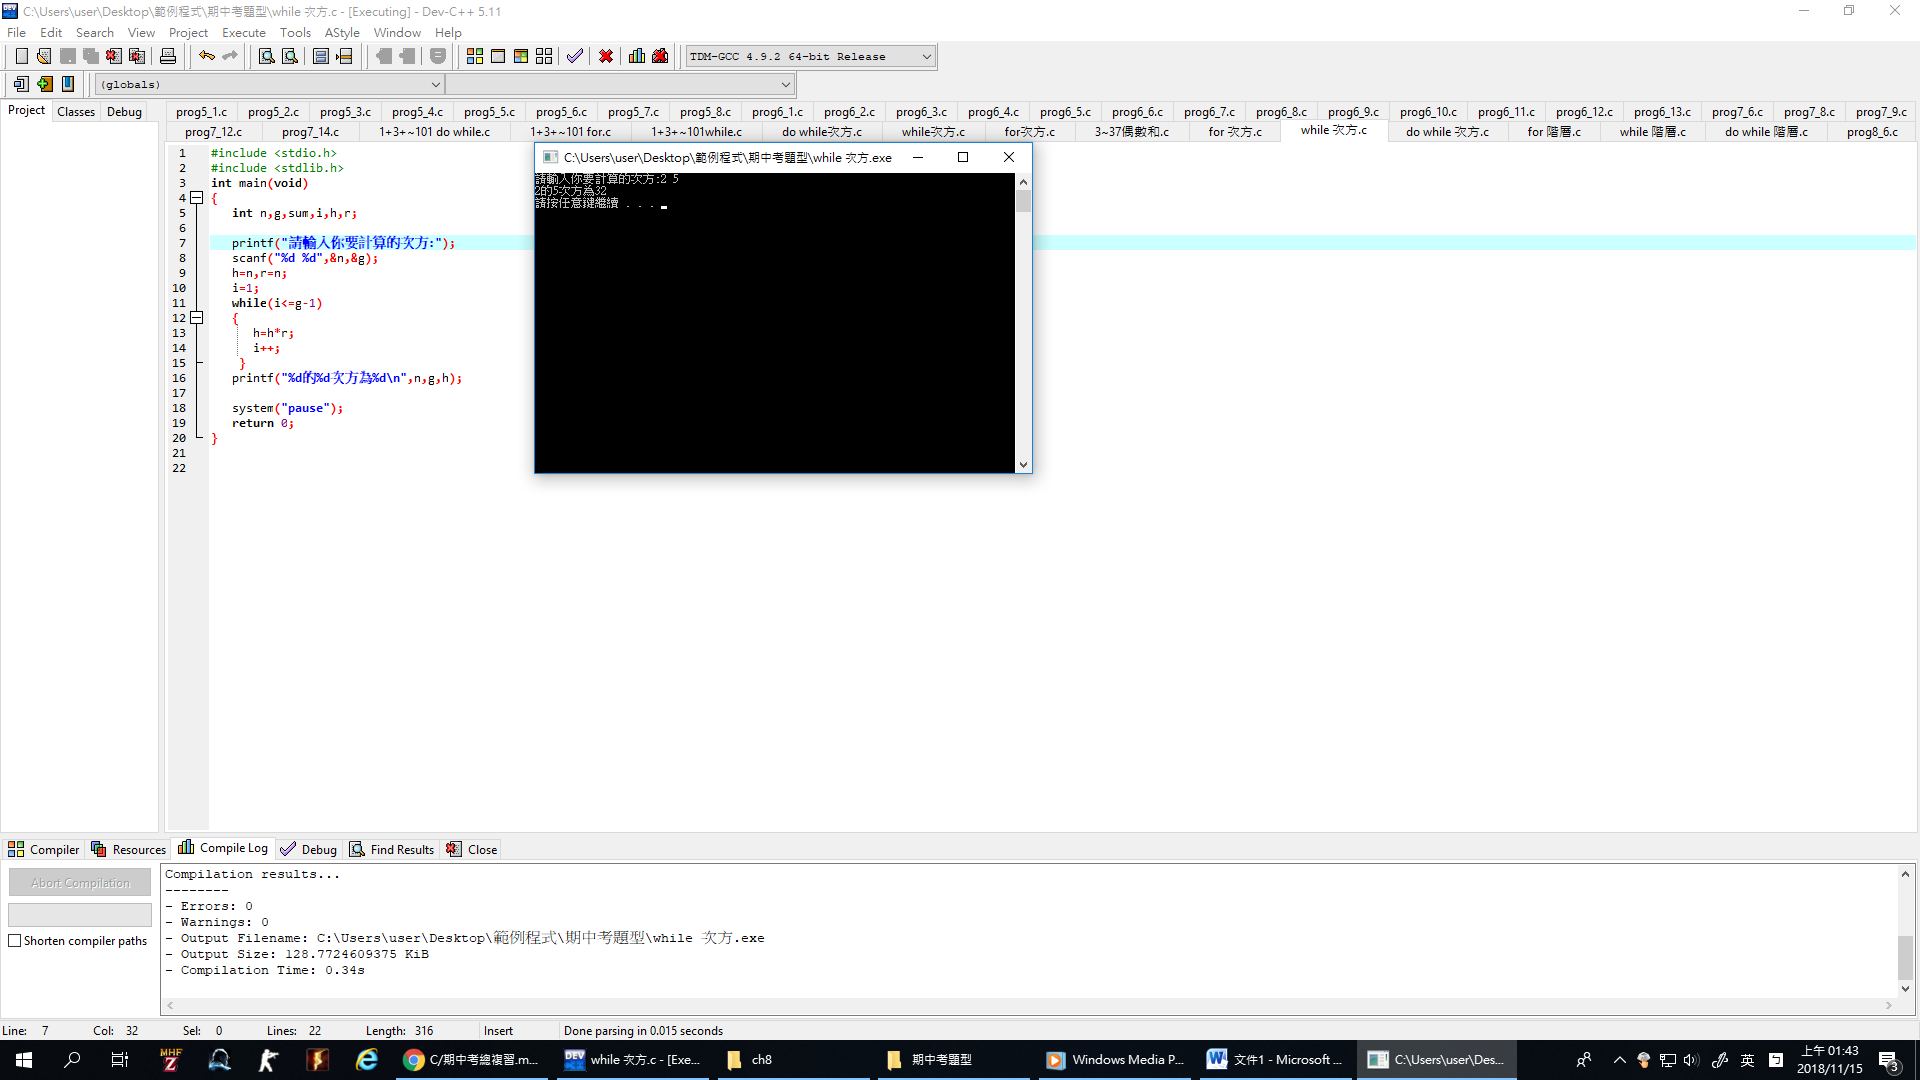 C:\Users\user\Desktop\範例程式\期中考題型\while 次方.c - [Executing] - Dev-C++ 5.11
File Edit Search View Project Execute Tools AStyle Window Help
TDM-GCC 4.9.2 64-bit Release
(globals)
Project Classes Debug
prog5_1.c prog5_2.c prog5_3.c prog5_4.c prog5_5.c prog5_6.c prog5_7.c prog5_8.c prog6_1.c prog6_2.c prog6_3.c prog6_4.c prog6_5.c prog6_6.c prog6_7.c prog6_8.c prog6_9.c prog6_10.c prog6_11.c prog6_12.c prog6_13.c prog7_6.c prog7_8.c prog7_9.c
prog7_12.c prog7_14.c 1+3+~101 do while.c 1+3+~101 for.c 1+3+~101while.c do while次方.c while次方.c for次方.c 3~37偶數和.c for 次方.c while 次方.c do while 次方.c for 階層.c while 階層.c do while 階層.c prog8_6.c
1 #include <stdio.h>
2 #include <stdlib.h>
3 int main(void)
4 {
5 int n,g,sum,i,h,r;
6
7 printf("請輸入你要計算的次方:");
8 scanf("%d %d",&n,&g);
9 h=n,r=n;
10 i=1;
11 while(i<=g-1)
12 {
13 h=h*r;
14 i++;
15 }
16 printf("%d的%d次方為%d\n",n,g,h);
17
18 system("pause");
19 return 0;
20 }
21
22
C:\Users\user\Desktop\範例程式\期中考題型\while 次方.exe
請輸入你要計算的次方:2 5
2的5次方為32
請按任意鍵繼續 . . .
Compiler Resources Compile Log Debug Find Results Close
Abort Compilation
Shorten compiler paths
Compilation results...
--------
- Errors: 0
- Warnings: 0
- Output Filename: C:\Users\user\Desktop\範例程式\期中考題型\while 次方.exe
- Output Size: 128.7724609375 KiB
- Compilation Time: 0.34s
Line: 7 Col: 32 Sel: 0 Lines: 22 Length: 316 Insert Done parsing in 0.015 seconds
MHF Z DEV C/期中考總複習.m... while 次方.c - [Exe... ch8 期中考題型 Windows Media P... 文件1 - Microsoft ... C:\Users\user\Des... 英 上午 01:43
2018/11/15 3